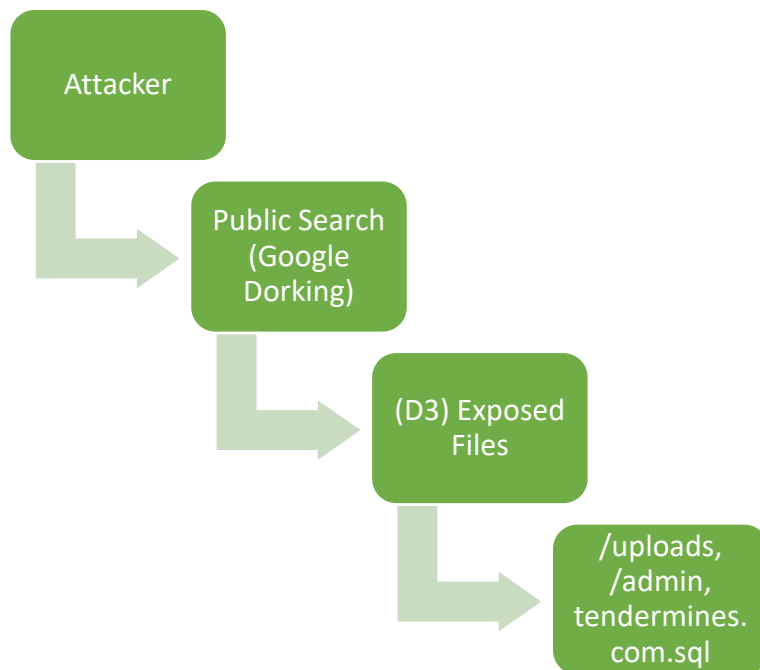 Attacker
Public Search
(Google
Dorking)
(D3) Exposed
Files
/uploads,
/admin,
tendermines.
com.sql